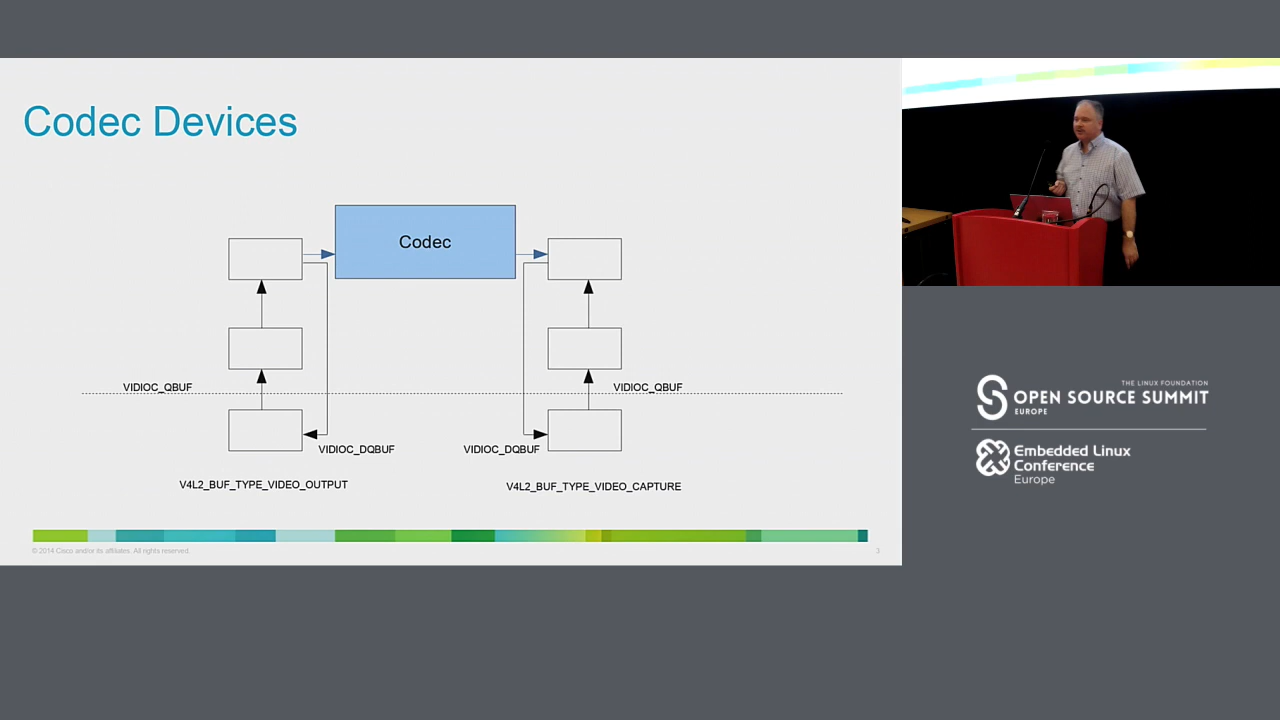 Codec Devices
Codec
VIDIOC_QBUF
VIDIOC_QBUF
VIDIOC_DQBUF
VIDIOC_DQBUF
V4L2_BUF_TYPE_VIDEO_OUTPUT
V4L2_BUF_TYPE_VIDEO_CAPTURE
© 2014 Cisco and/or its affiliates. All rights reserved.
3
THE LINUX FOUNDATION
OPEN SOURCE SUMMIT
EUROPE
Embedded Linux
Conference
Europe